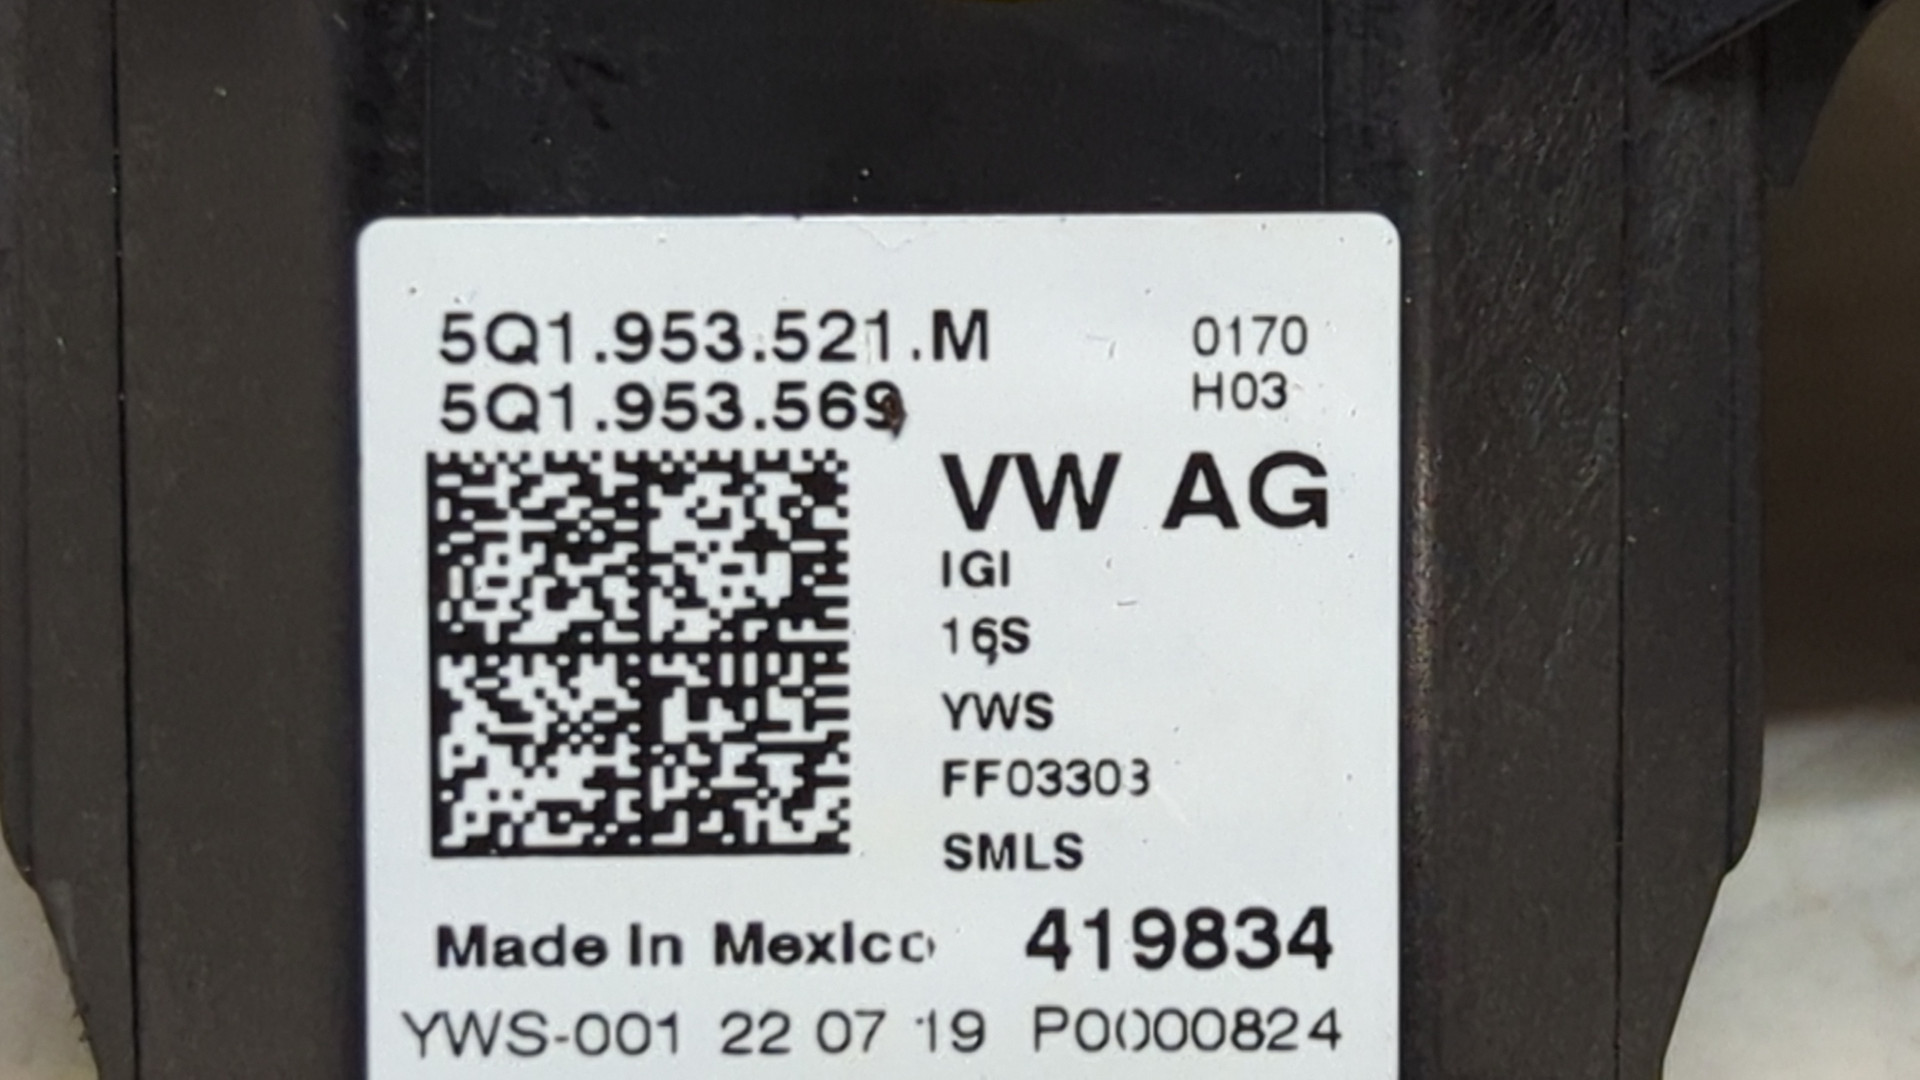 5Q1.953.521.M 0170
5Q1.953.569 H03
VW AG
IGI
16S
YWS
FF03303
SMLS
Made In Mexico 419834
YWS-001 22 07 19 P0000824